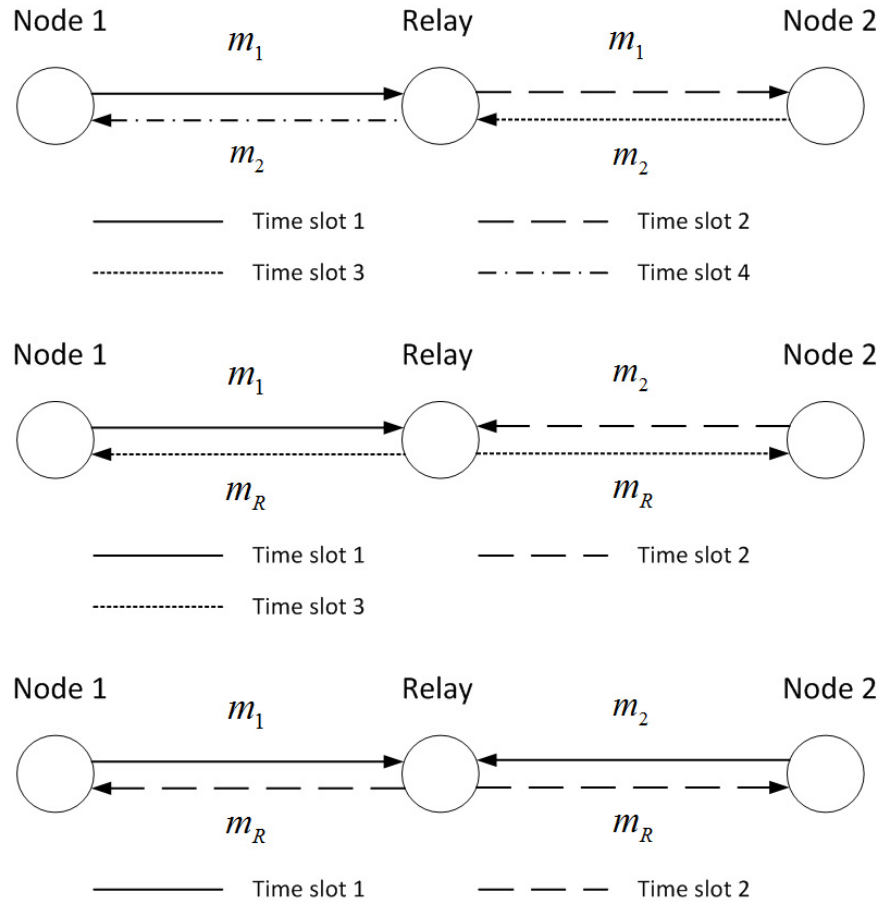 Node 1 Relay Node 2
m1 m1
m2 m2
Time slot 1 Time slot 2
Time slot 3 Time slot 4
Node 1 Relay Node 2
m1 m2
mR mR
Time slot 1 Time slot 2
Time slot 3
Node 1 Relay Node 2
m1 m2
mR mR
Time slot 1 Time slot 2